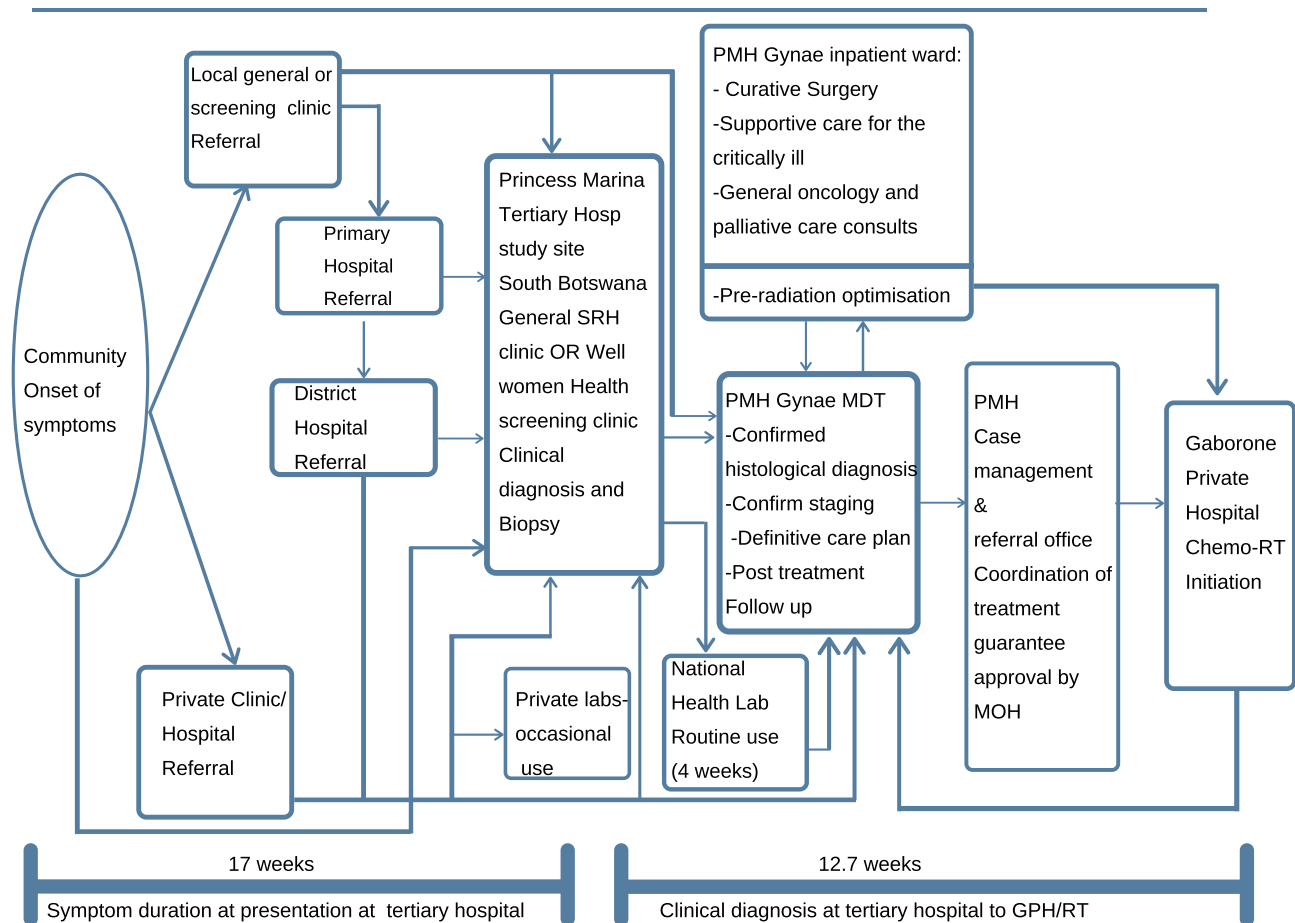 Local general or
screening clinic
Referral
Primary
Hospital
Referral
District
Hospital
Referral
Community
Onset of
symptoms
Private Clinic/
Hospital
Referral
Princess Marina
Tertiary Hosp
study site
South Botswana
General SRH
clinic OR Well
women Health
screening clinic
Clinical
diagnosis and
Biopsy
Private labs-
occasional
use
National
Health Lab
Routine use
(4 weeks)
PMH Gynae inpatient ward:
- Curative Surgery
-Supportive care for the
critically ill
-General oncology and
palliative care consults
-Pre-radiation optimisation
PMH Gynae MDT
-Confirmed
histological diagnosis
-Confirm staging
-Definitive care plan
-Post treatment
Follow up
PMH
Case
management
&
referral office
Coordination of
treatment
guarantee
approval by
MOH
Gaborone
Private
Hospital
Chemo-RT
Initiation
17 weeks
Symptom duration at presentation at tertiary hospital
12.7 weeks
Clinical diagnosis at tertiary hospital to GPH/RT